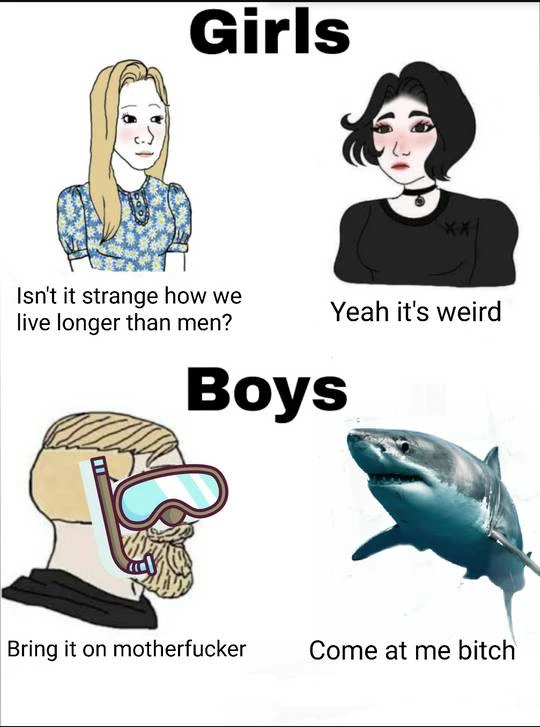 Girls
Isn't it strange how we
live longer than men?
Yeah it's weird
Boys
Bring it on motherfucker
Come at me bitch